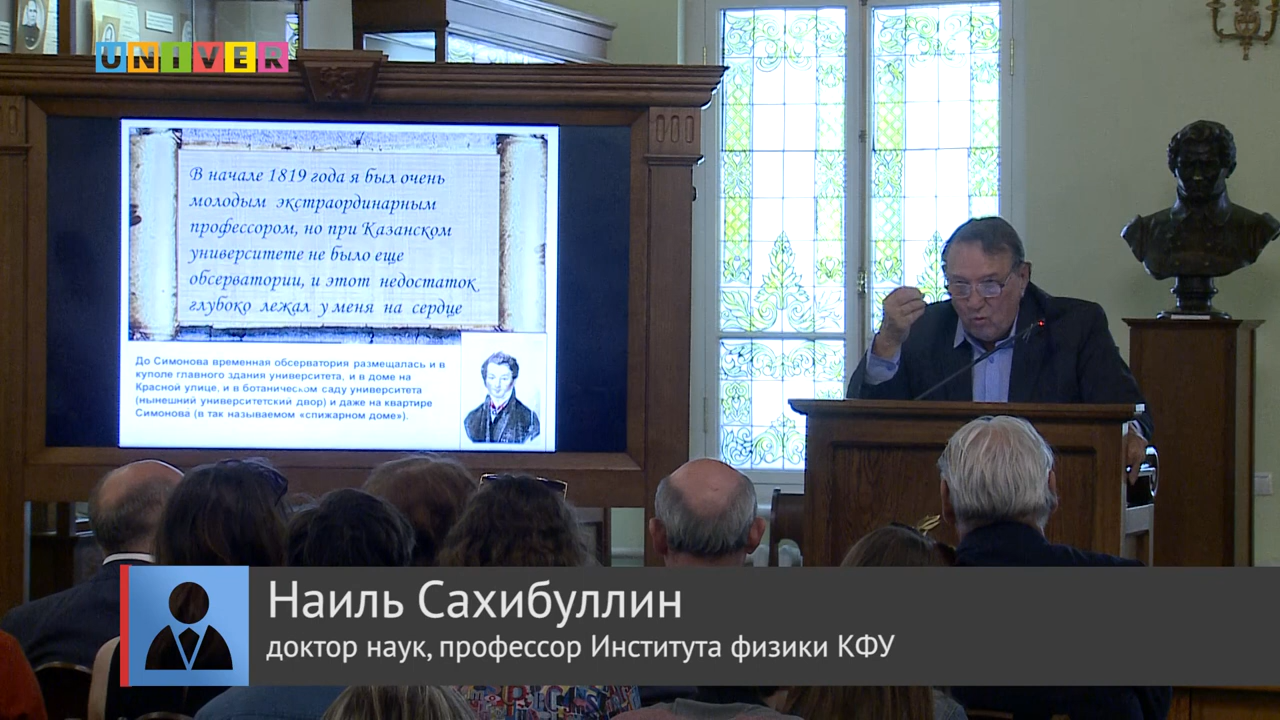 UNIVER
В начале 1819 года я был очень
молодым экстраординарным
профессором, но при Казанском
университете не было еще
обсерватории, и этот недостаток
глубоко лежал у меня на сердце
До Симонова временная обсерватория размещалась и в
куполе главного здания университета, и в доме на
Красной улице, и в ботаническом саду университета
(нынешний университетский двор) и даже на квартире
Симонова (в так называемом «спижарном доме»).
Наиль Сахибуллин
доктор наук, профессор Института физики КФУ